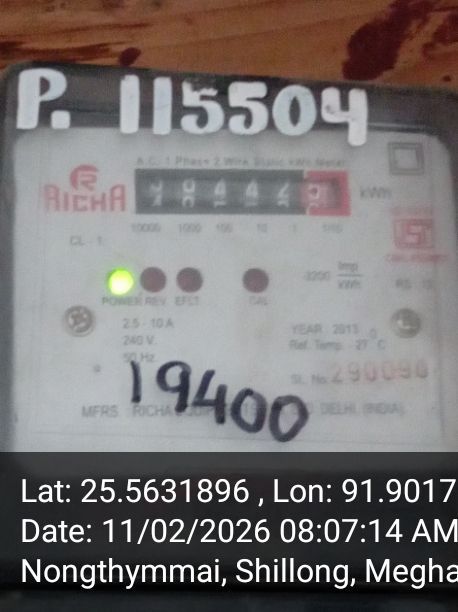 P. 115504
A.C. 1 Phase 2 Wire Static kWh Meter
RICHA
kWh
10000 1000 100 10 1 1/10
CL - 1
3200 Imp/kWh
POWER REV. EFLT. CAL
2.5 - 10 A
240 V.
50 Hz
YEAR : 2013
Ref. Temp. - 27° C
SL. No. 290090
19400
MFRS : RICHA DELHI. (INDIA)
Lat: 25.5631896 , Lon: 91.9017
Date: 11/02/2026 08:07:14 AM
Nongthymmai, Shillong, Megha